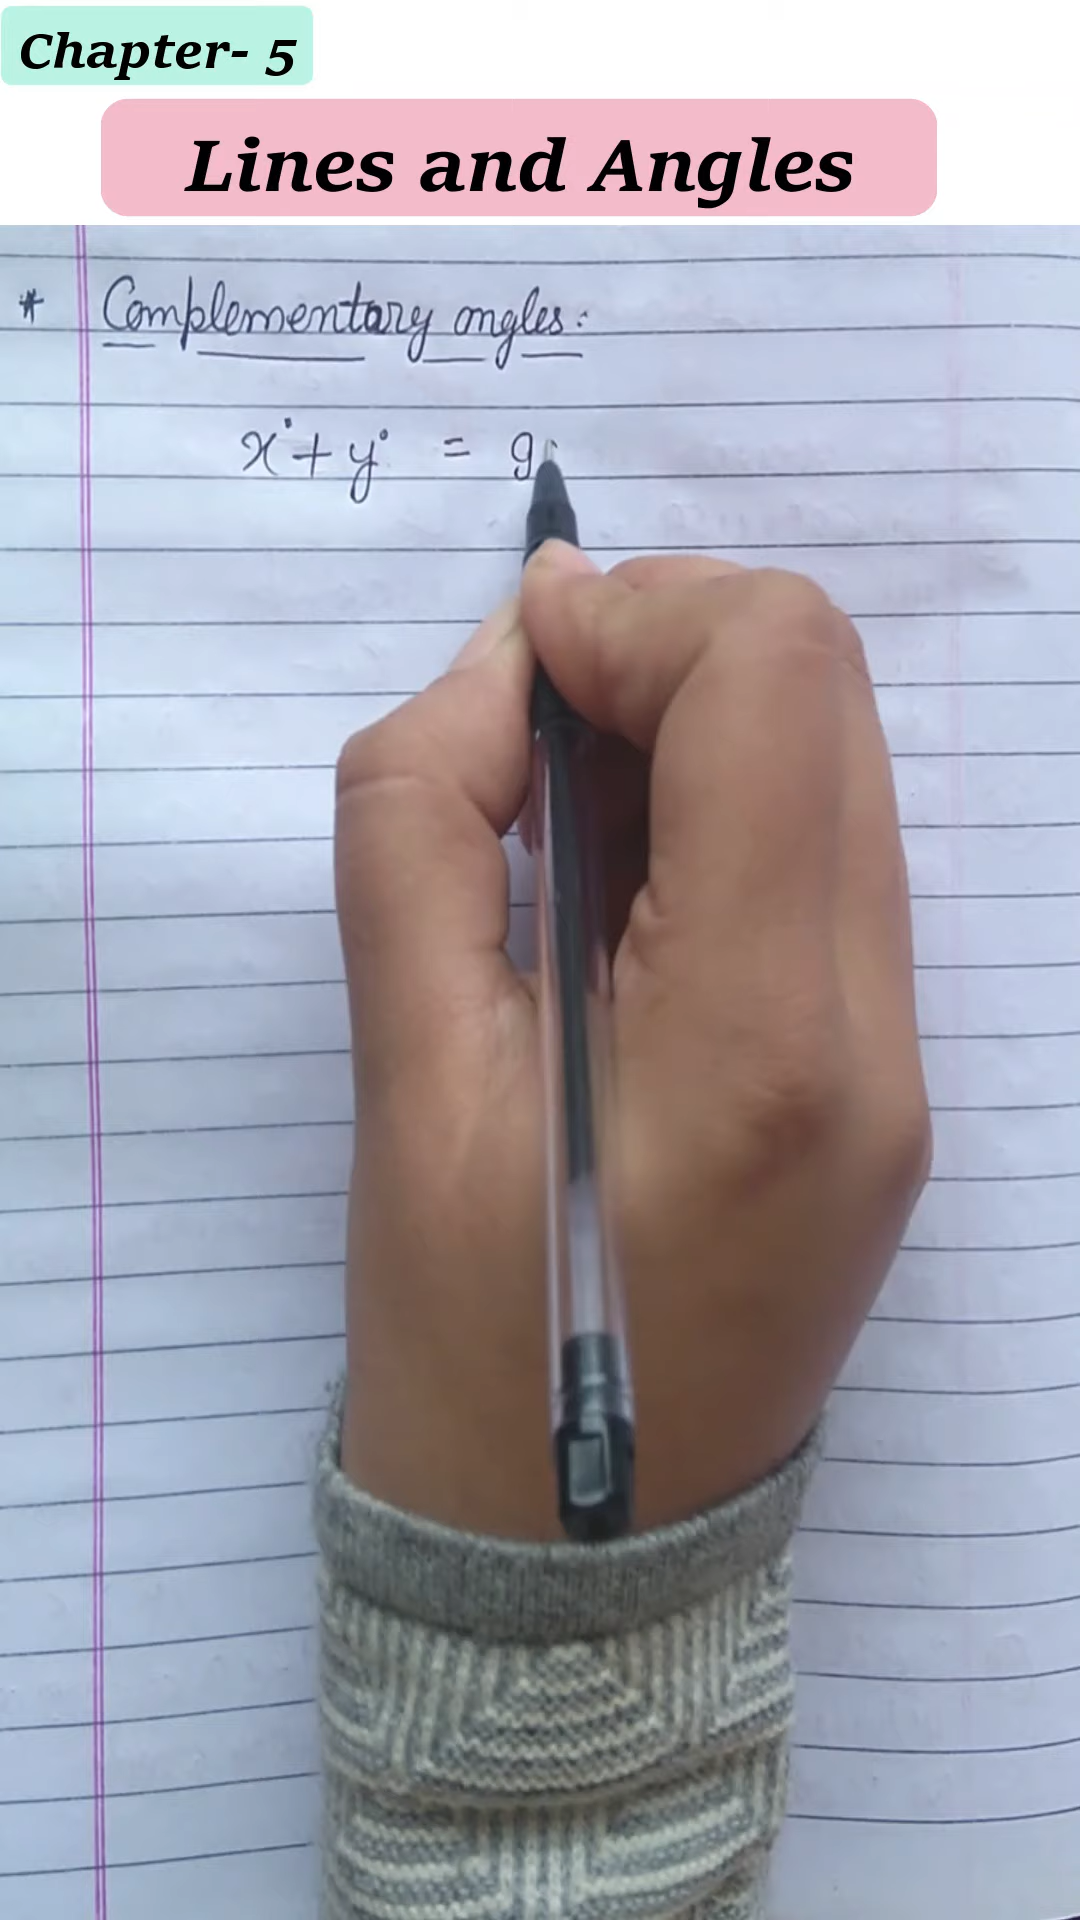 Chapter- 5
Lines and Angles
* Complementary angles:
x° + y° = 9